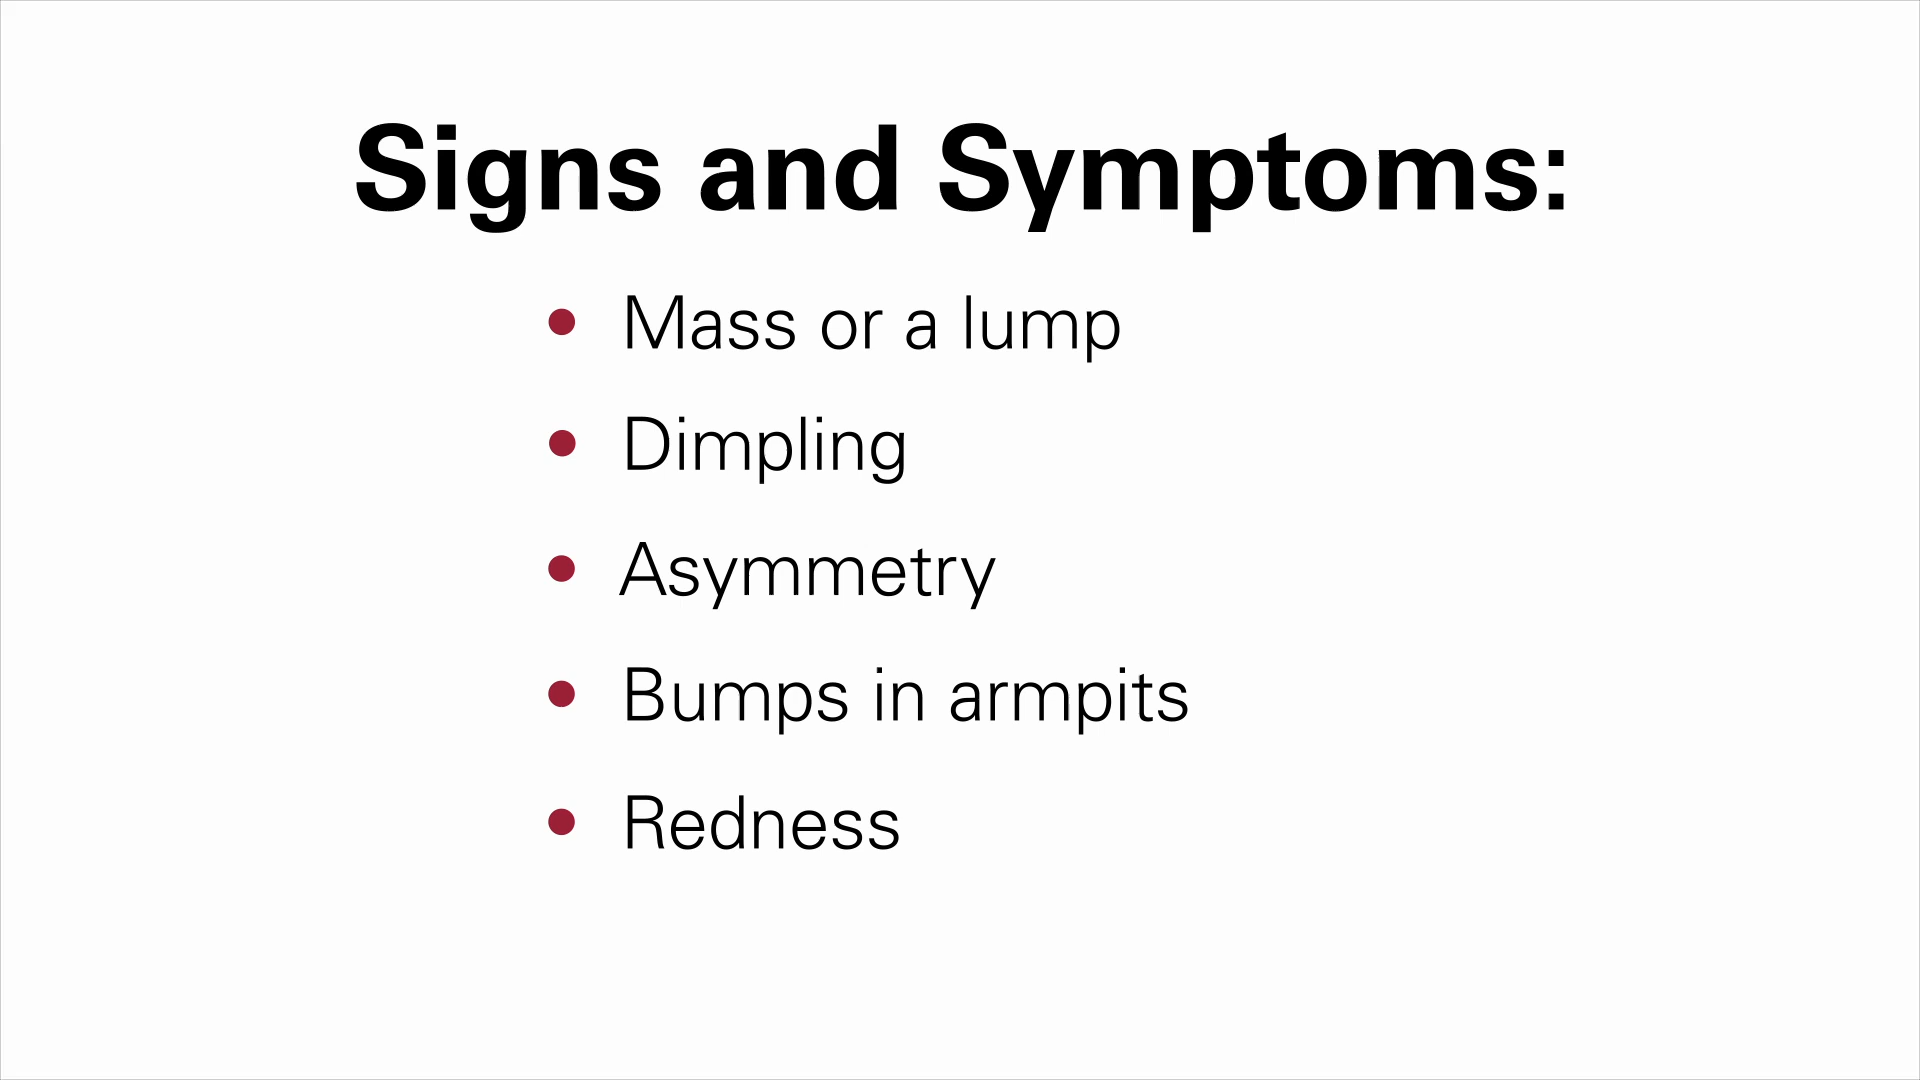 Signs and Symptoms:
• Mass or a lump
• Dimpling
• Asymmetry
• Bumps in armpits
• Redness